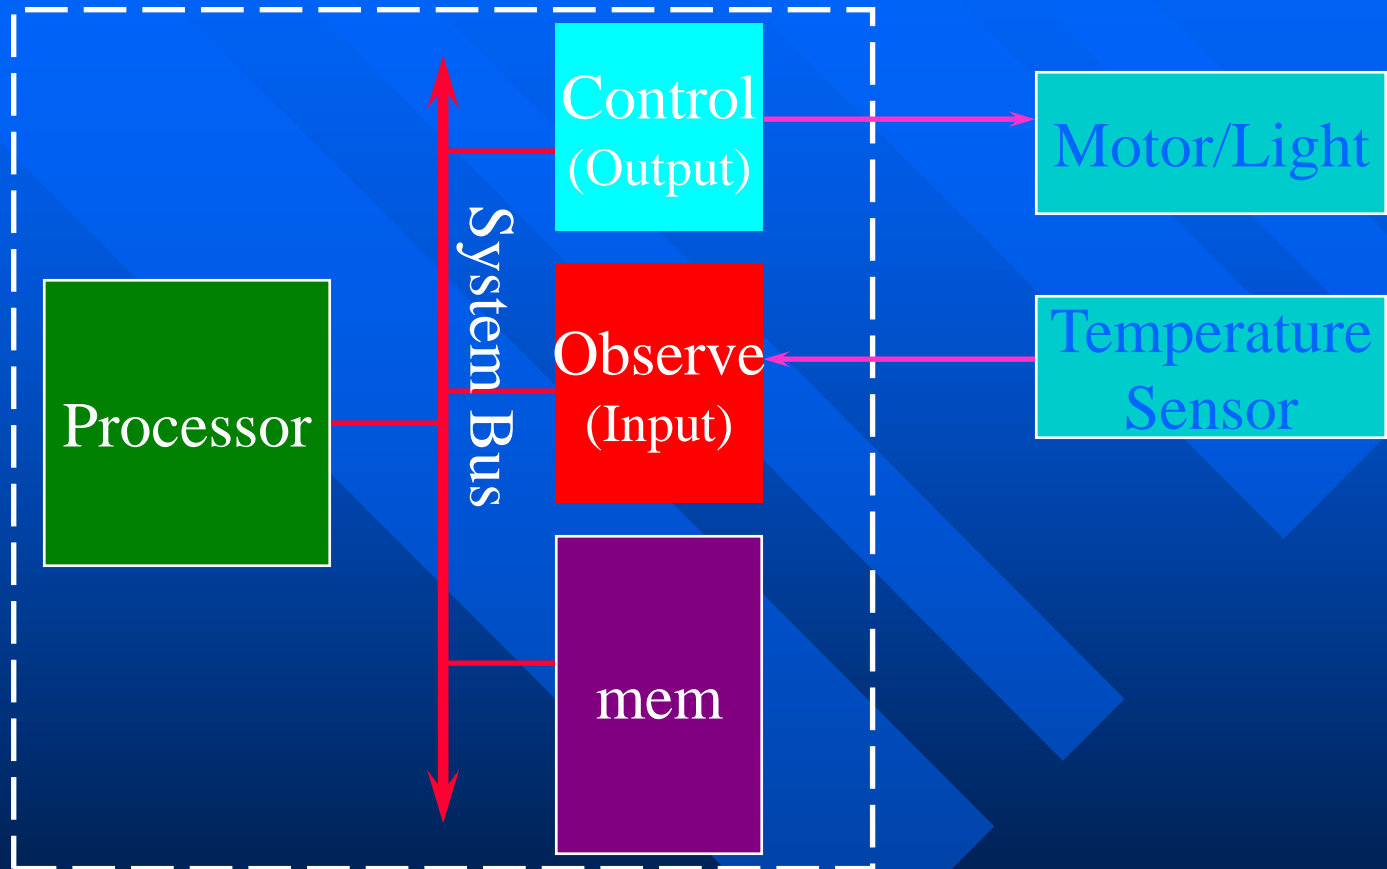 Control
(Output)
Motor/Light
System Bus
Observe
(Input)
Temperature
Sensor
Processor
mem